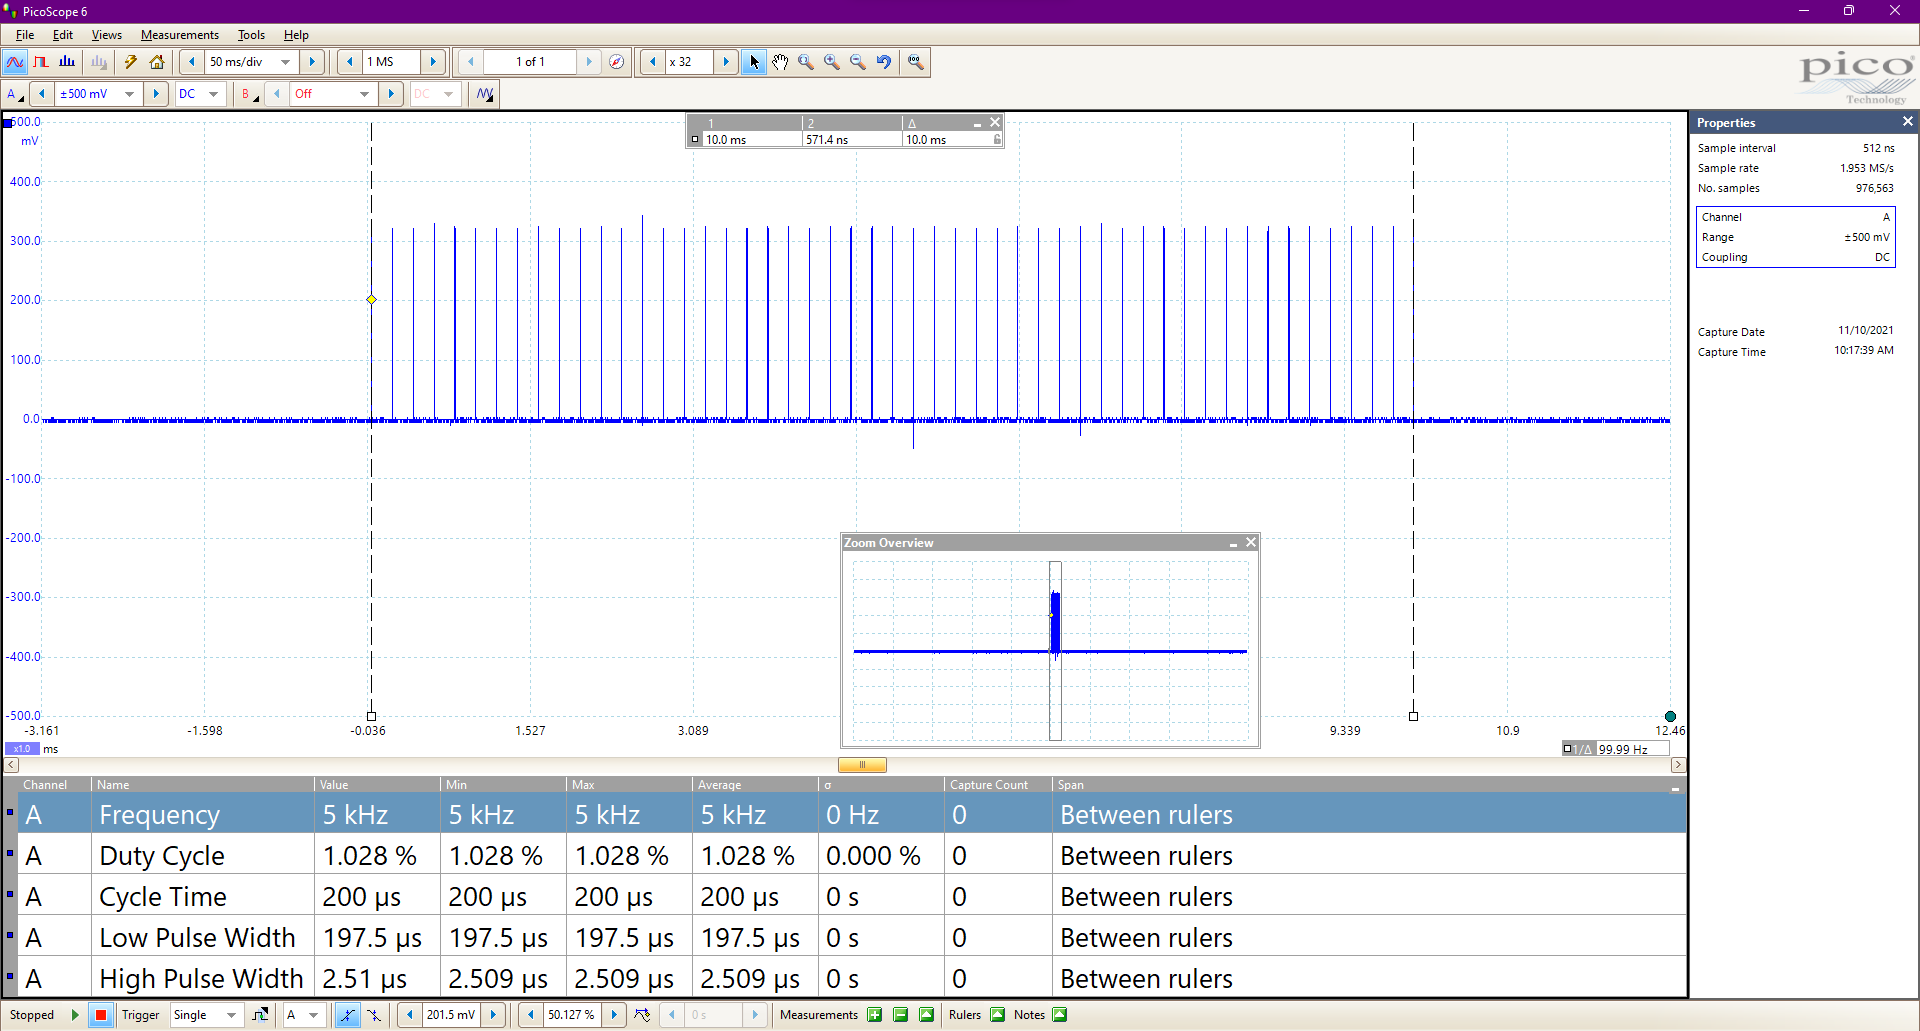 PicoScope 6
File Edit Views Measurements Tools Help
50 ms/div 1 MS 1 of 1 x 32
A ±500 mV DC B Off DC
pico
Technology
500.0
mV
400.0
300.0
200.0
100.0
0.0
-100.0
-200.0
-300.0
-400.0
-500.0
1 2 Δ
10.0 ms 571.4 ns 10.0 ms
Zoom Overview
-3.161 -1.598 -0.036 1.527 3.089 9.339 10.9 12.46
x1.0 ms
1/Δ 99.99 Hz
Properties
Sample interval 512 ns
Sample rate 1.953 MS/s
No. samples 976,563
Channel A
Range ±500 mV
Coupling DC
Capture Date 11/10/2021
Capture Time 10:17:39 AM
Channel Name Value Min Max Average σ Capture Count Span
A Frequency 5 kHz 5 kHz 5 kHz 5 kHz 0 Hz 0 Between rulers
A Duty Cycle 1.028 % 1.028 % 1.028 % 1.028 % 0.000 % 0 Between rulers
A Cycle Time 200 µs 200 µs 200 µs 200 µs 0 s 0 Between rulers
A Low Pulse Width 197.5 µs 197.5 µs 197.5 µs 197.5 µs 0 s 0 Between rulers
A High Pulse Width 2.51 µs 2.509 µs 2.509 µs 2.509 µs 0 s 0 Between rulers
Stopped Trigger Single A 201.5 mV 50.127 % 0 s Measurements Rulers Notes